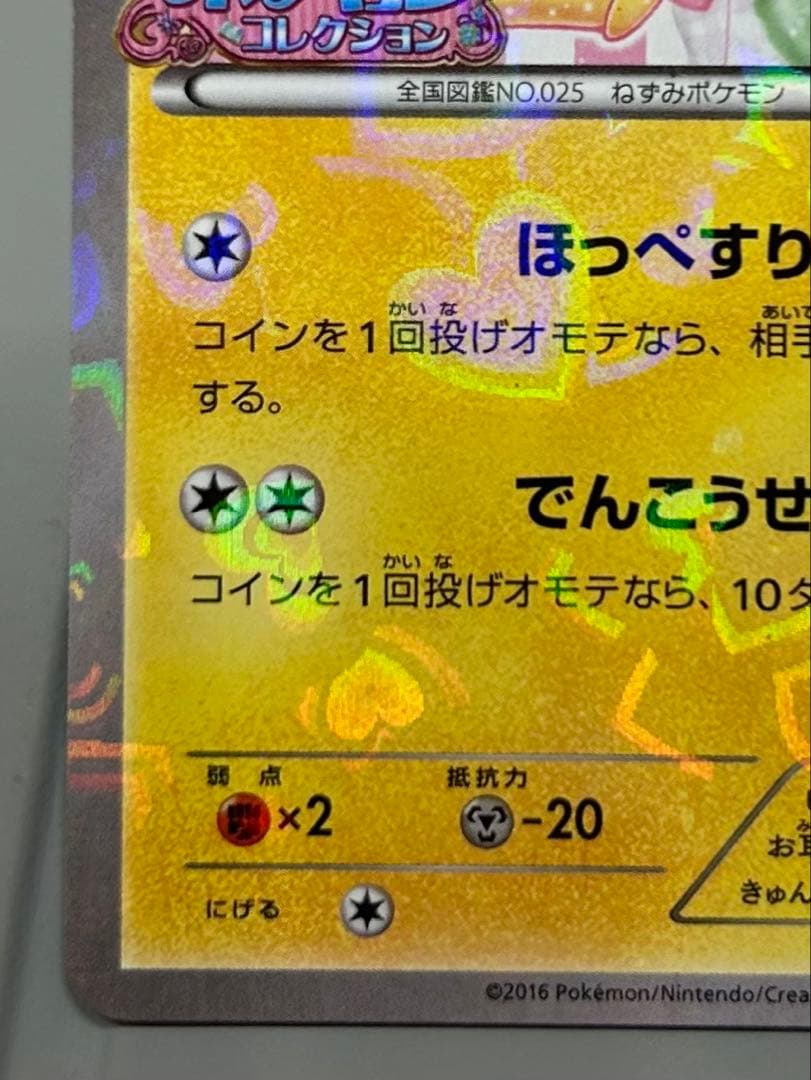 コレクション
全国図鑑NO.025 ねずみポケモン
ほっぺすり
かい な あいて
コインを1回投げオモテなら、相手
する。
でんこうせ
かい な
コインを1回投げオモテなら、10ダ
弱 点 抵抗力
×2 -20
お耳
きゅん
にげる
©2016 Pokémon/Nintendo/Crea